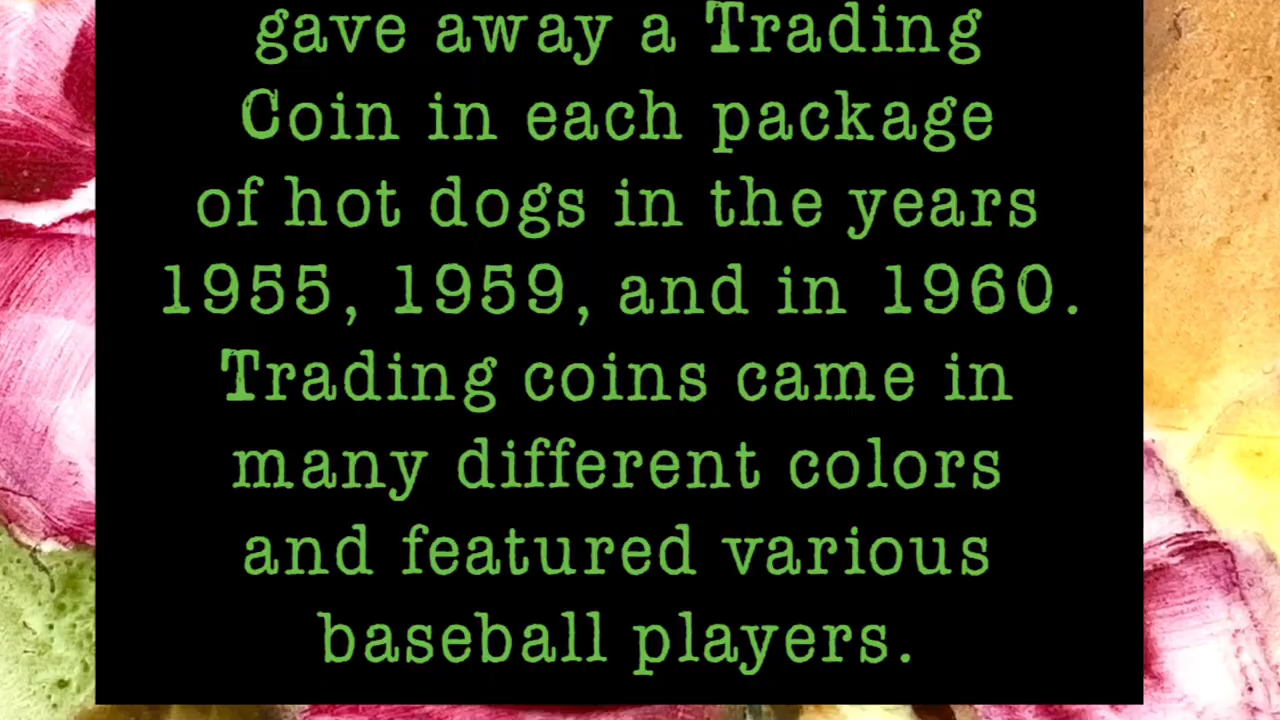 gave away a Trading
Coin in each package
of hot dogs in the years
1955, 1959, and in 1960.
Trading coins came in
many different colors
and featured various
baseball players.